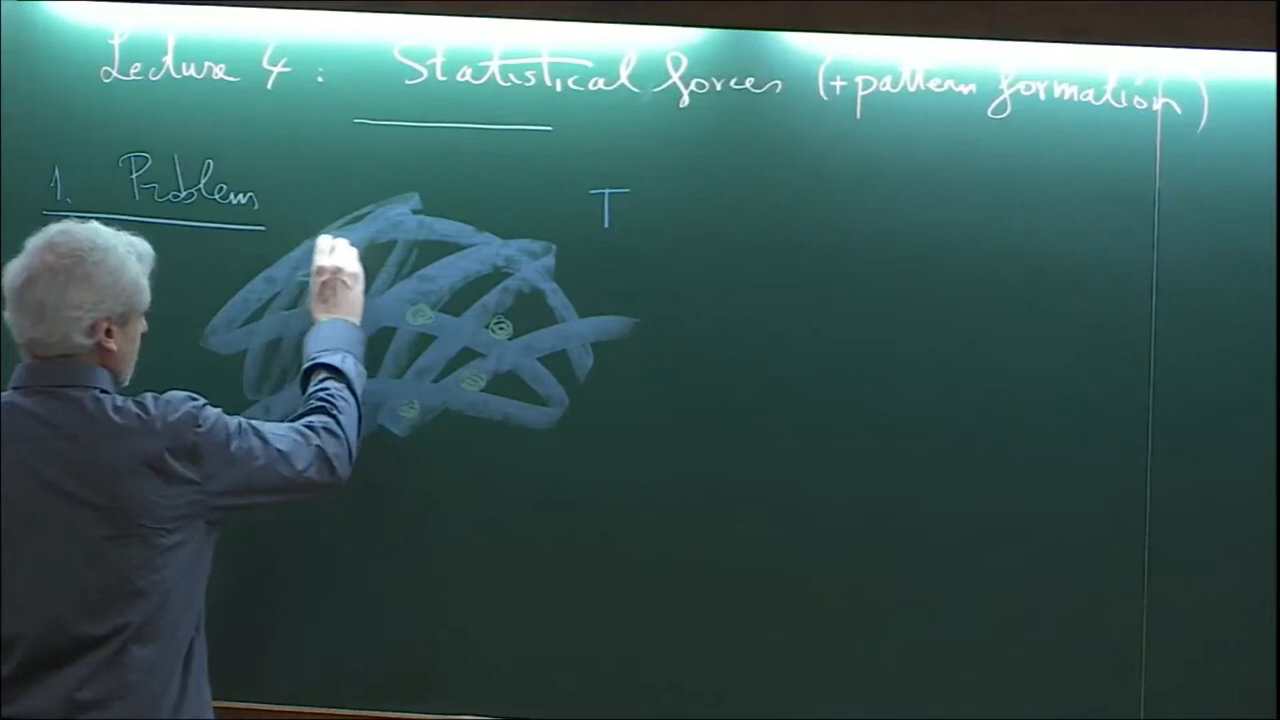 Lecture 4 : Statistical forces (+ pattern formation)
1. Problem
T